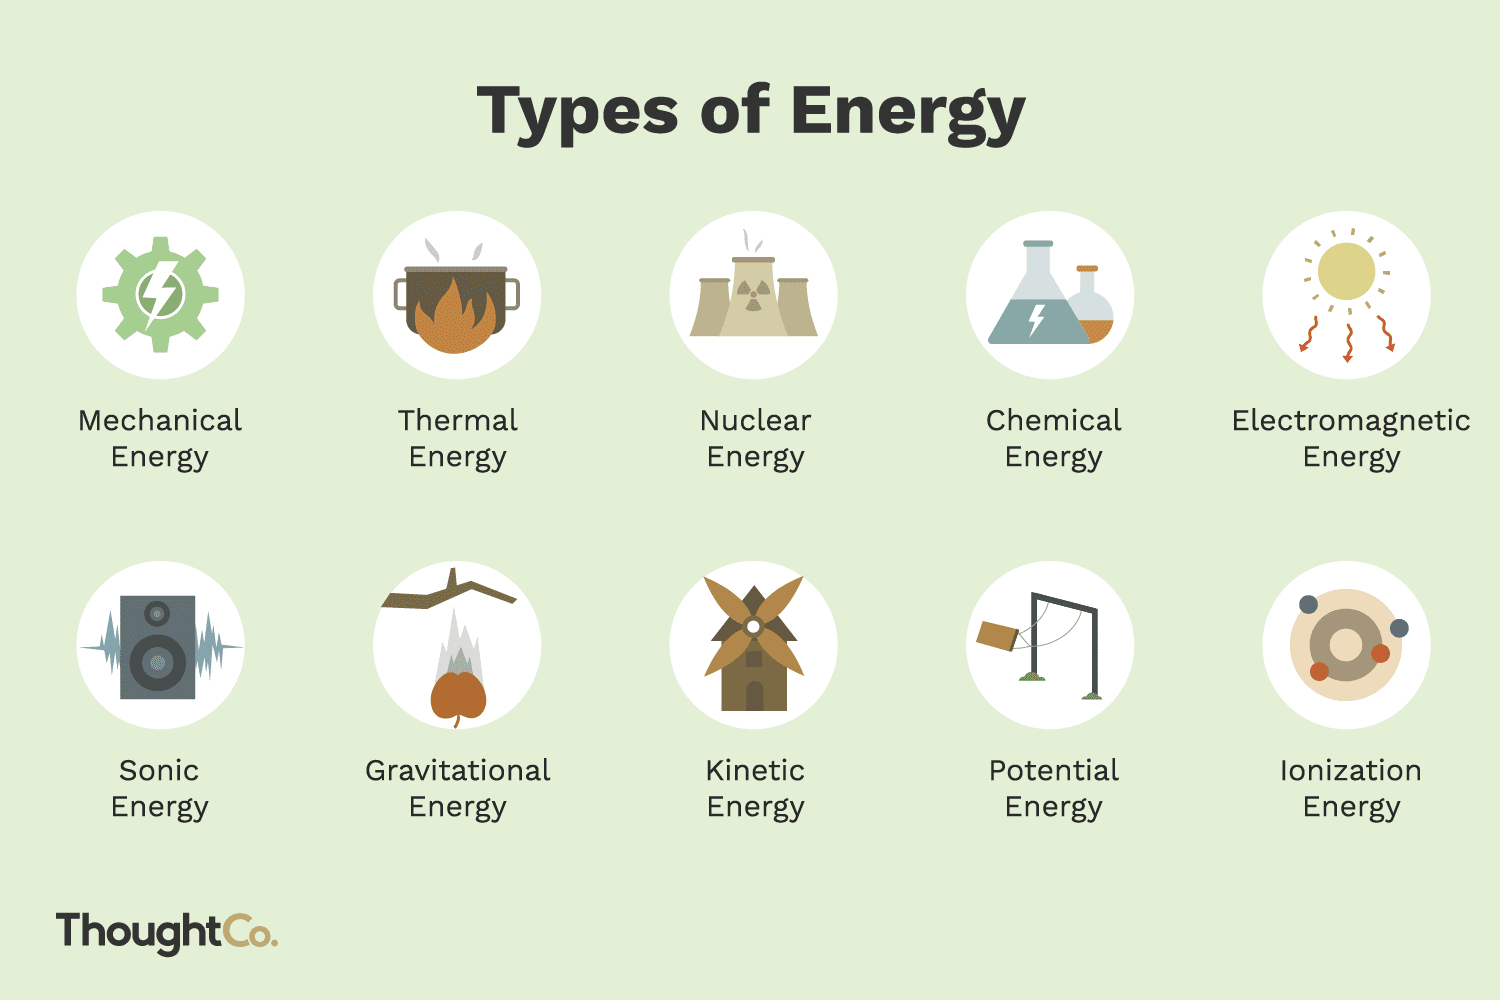 Types of Energy
Mechanical
Energy
Thermal
Energy
Nuclear
Energy
Chemical
Energy
Electromagnetic
Energy
Sonic
Energy
Gravitational
Energy
Kinetic
Energy
Potential
Energy
Ionization
Energy
ThoughtCo.